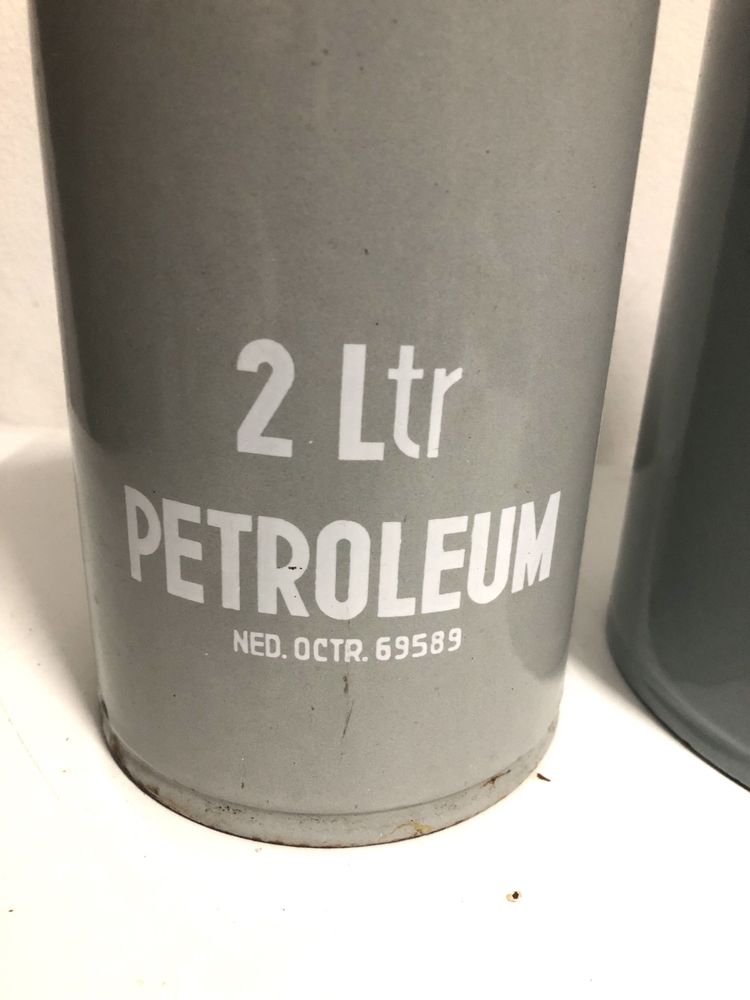 2 Ltr
PETROLEUM
NED. OCTR. 69589